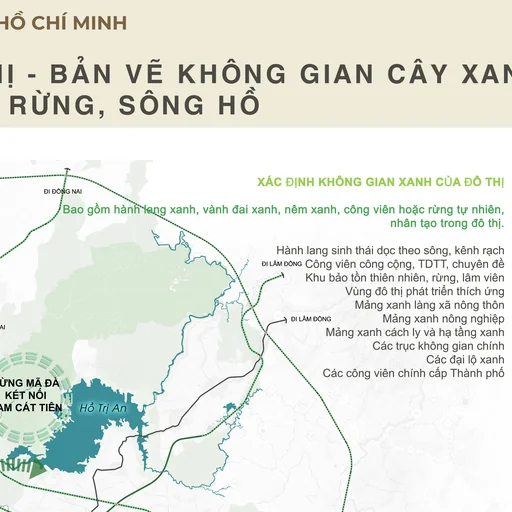 HỒ CHÍ MINH
HỊ - BẢN VẼ KHÔNG GIAN CÂY XAN
RỪNG, SÔNG HỒ
XÁC ĐỊNH KHÔNG GIAN XANH CỦA ĐÔ THỊ
ĐI ĐỒNG NAI
Bao gồm hành lang xanh, vành đai xanh, nêm xanh, công viên hoặc rừng tự nhiên,
nhân tạo trong đô thị.
Hành lang sinh thái dọc theo sông, kênh rạch
ĐI LÂM ĐỒNG
Công viên công cộng, TDTT, chuyên đề
Khu bảo tồn thiên nhiên, rừng, lâm viên
Vùng đô thị phát triển thích ứng
Mảng xanh làng xã nông thôn
ĐI LÂM ĐỒNG
Mảng xanh nông nghiệp
Mảng xanh cách ly và hạ tầng xanh
Các trục không gian chính
Các đại lộ xanh
Các công viên chính cấp Thành phố
AI
ỪNG MÃ ĐÀ
KẾT NỐI
AM CÁT TIÊN
Hồ Trị An